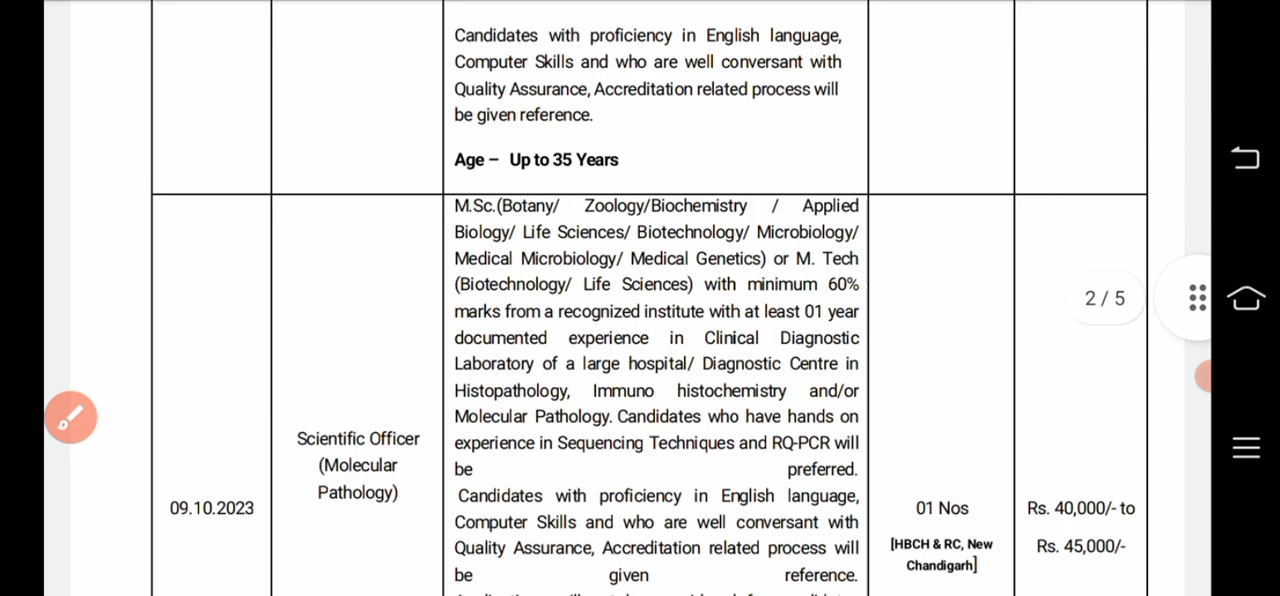 Candidates with proficiency in English language,
Computer Skills and who are well conversant with
Quality Assurance, Accreditation related process will
be given reference.
Age – Up to 35 Years
M.Sc.(Botany/ Zoology/Biochemistry / Applied
Biology/ Life Sciences/ Biotechnology/ Microbiology/
Medical Microbiology/ Medical Genetics) or M. Tech
(Biotechnology/ Life Sciences) with minimum 60%
marks from a recognized institute with at least 01 year
documented experience in Clinical Diagnostic
Laboratory of a large hospital/ Diagnostic Centre in
Histopathology, Immuno histochemistry and/or
Molecular Pathology. Candidates who have hands on
experience in Sequencing Techniques and RQ-PCR will
be preferred.
Candidates with proficiency in English language,
Computer Skills and who are well conversant with
Quality Assurance, Accreditation related process will
be given reference.
09.10.2023
Scientific Officer
(Molecular
Pathology)
01 Nos
[HBCH & RC, New
Chandigarh]
Rs. 40,000/- to
Rs. 45,000/-
2 / 5